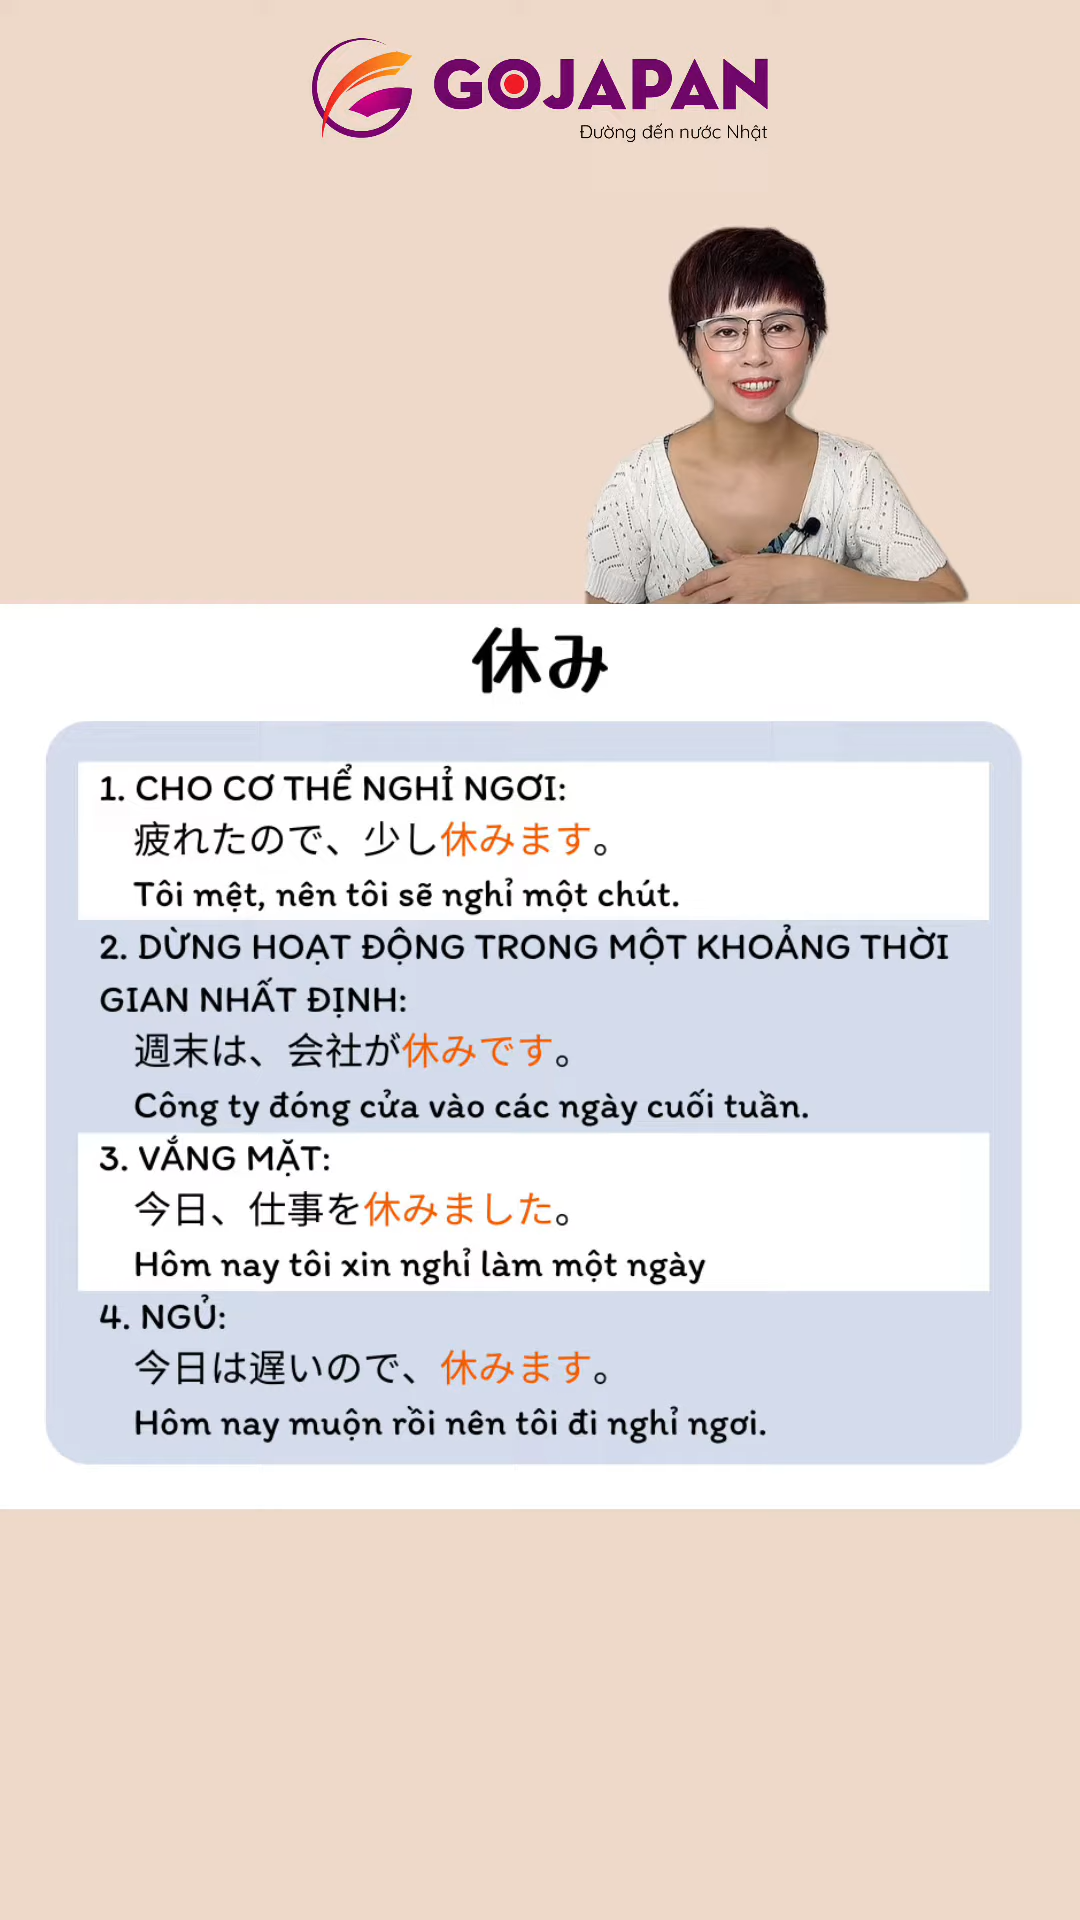 GOJAPAN
Đường đến nước Nhật
休み
1. CHO CƠ THỂ NGHỈ NGƠI:
疲れたので、少し休みます。
Tôi mệt, nên tôi sẽ nghỉ một chút.
2. DỪNG HOẠT ĐỘNG TRONG MỘT KHOẢNG THỜI
GIAN NHẤT ĐỊNH:
週末は、会社が休みです。
Công ty đóng cửa vào các ngày cuối tuần.
3. VẮNG MẶT:
今日、仕事を休みました。
Hôm nay tôi xin nghỉ làm một ngày
4. NGỦ:
今日は遅いので、休みます。
Hôm nay muộn rồi nên tôi đi nghỉ ngơi.